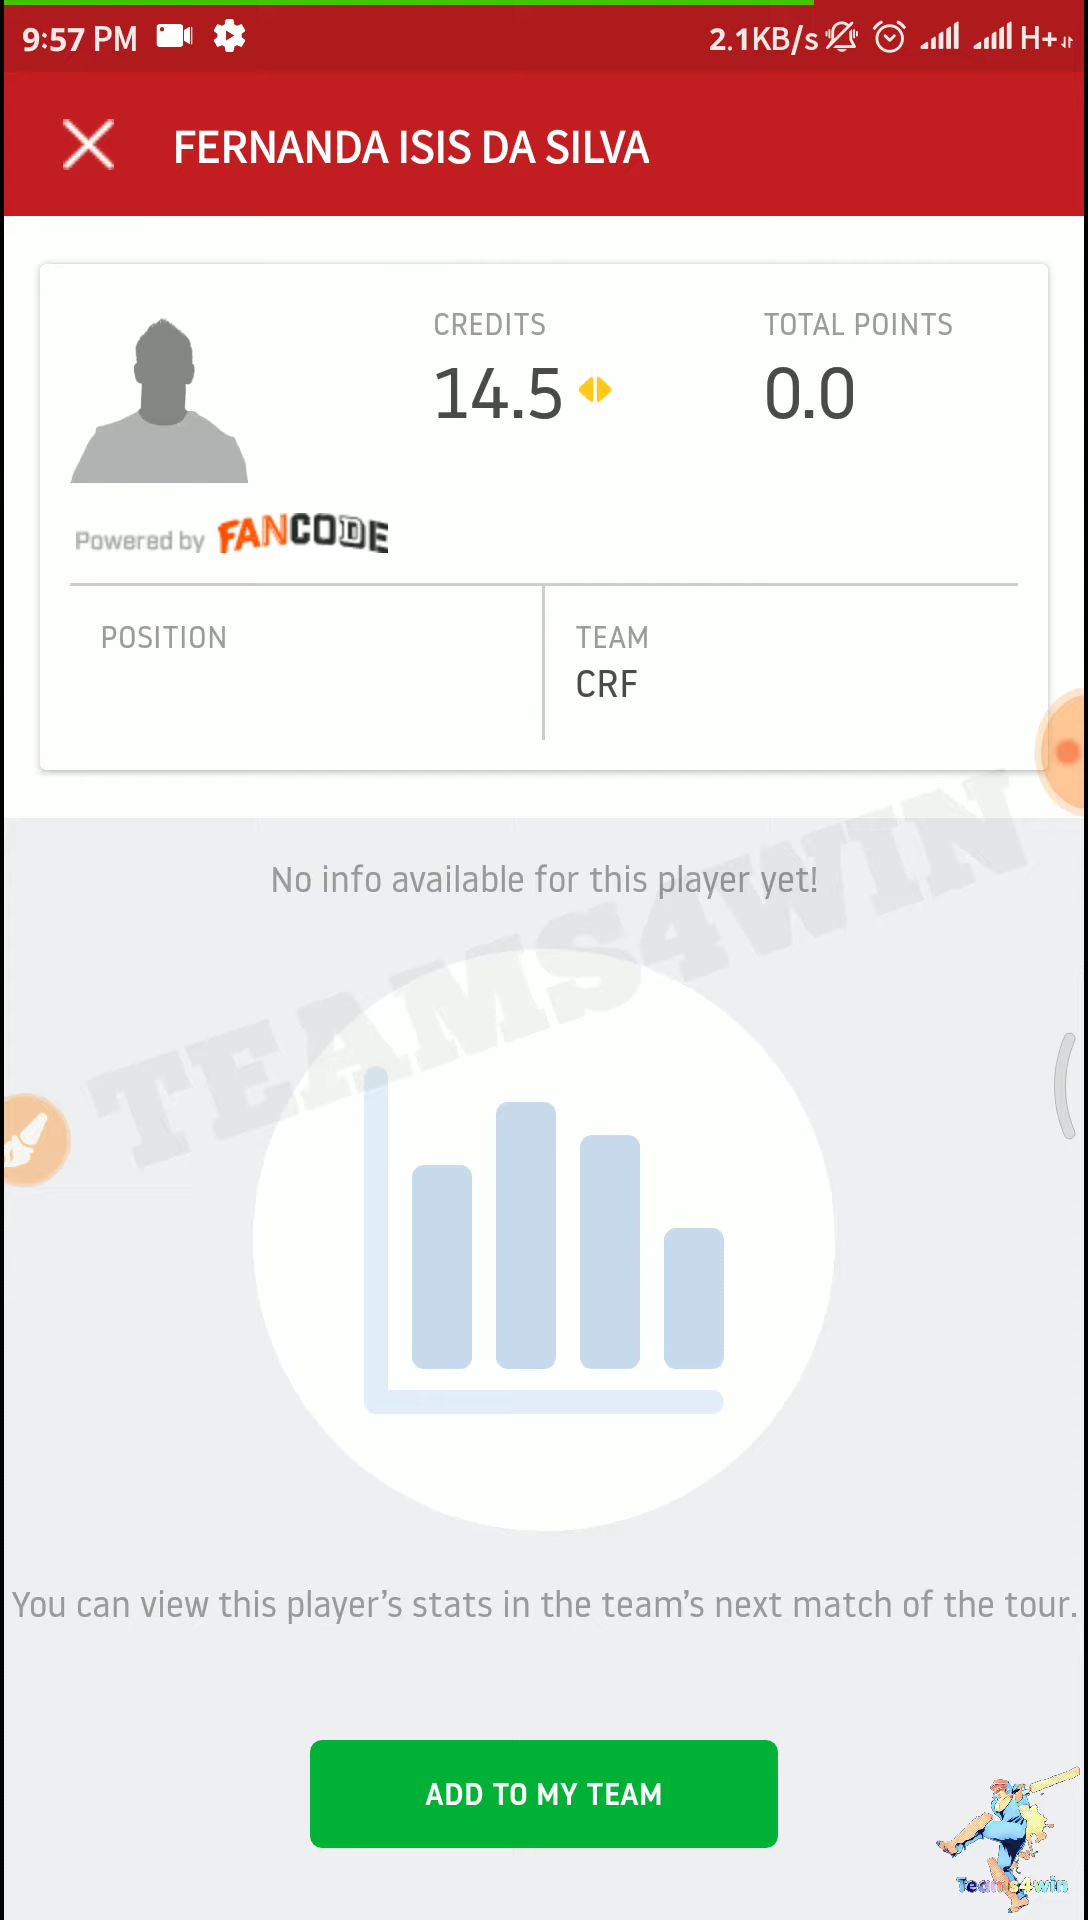 9:57 PM 2.1KB/s H+
FERNANDA ISIS DA SILVA
CREDITS TOTAL POINTS
14.5 0.0
Powered by FANCODE
POSITION TEAM
CRF
No info available for this player yet!
TEAMS4WIN
You can view this player's stats in the team's next match of the tour.
ADD TO MY TEAM
Teams4win